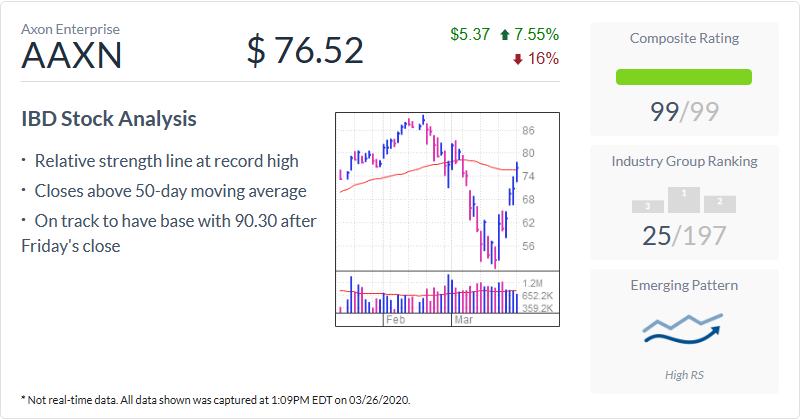 Axon Enterprise
AAXN
$ 76.52
$5.37 7.55%
16%
IBD Stock Analysis
· Relative strength line at record high
· Closes above 50-day moving average
· On track to have base with 90.30 after
Friday's close
86
80
74
68
62
56
1.2M
652.2K
359.2K
Feb
Mar
Composite Rating
99/99
Industry Group Ranking
3 1 2
25/197
Emerging Pattern
High RS
* Not real-time data. All data shown was captured at 1:09PM EDT on 03/26/2020.